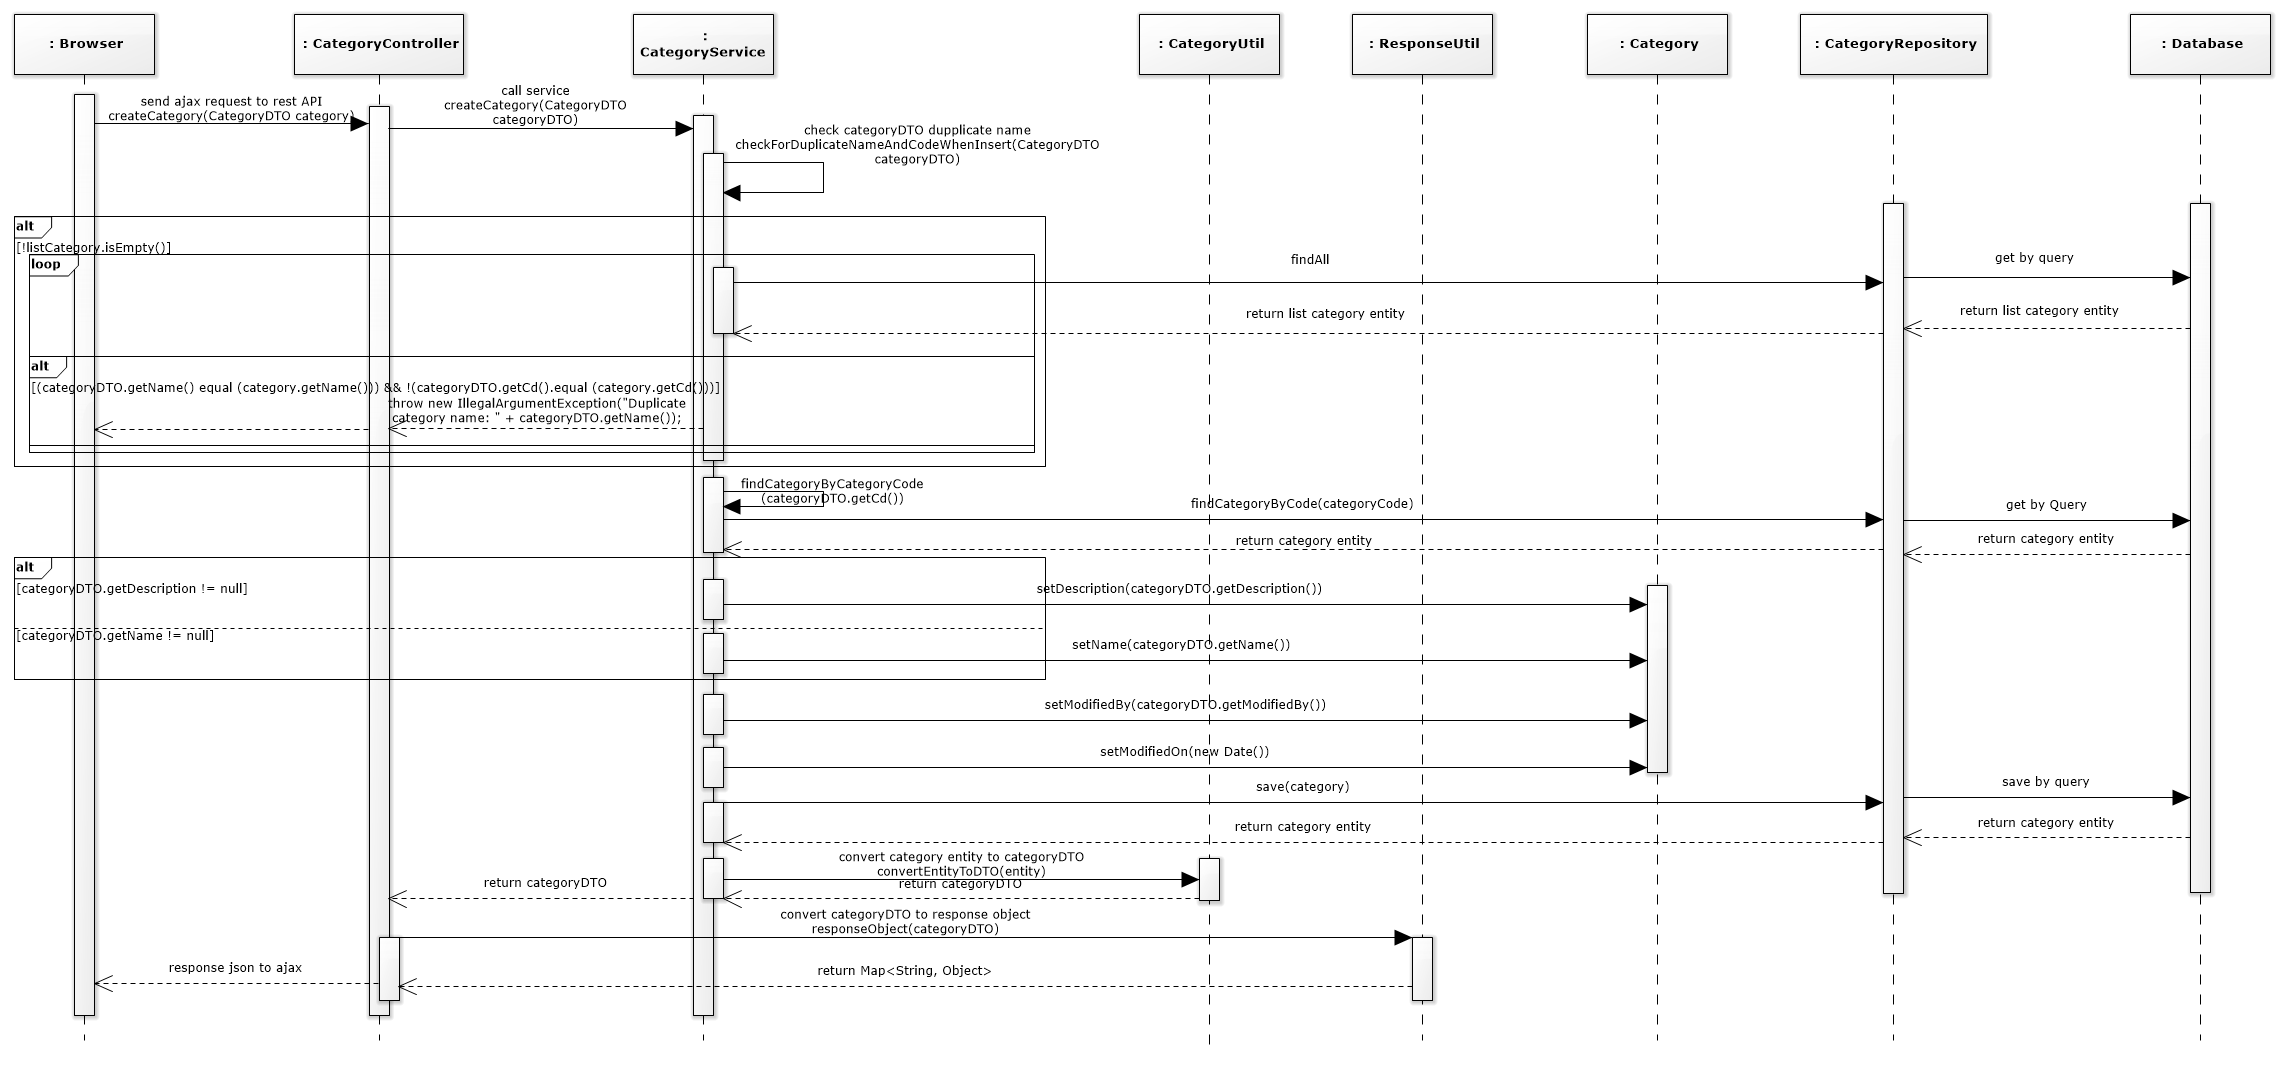 : Browser
: CategoryController
:
CategoryService
: CategoryUtil
: ResponseUtil
: Category
: CategoryRepository
: Database
send ajax request to rest API
createCategory(CategoryDTO category)
call service
createCategory(CategoryDTO
categoryDTO)
check categoryDTO dupplicate name
checkForDuplicateNameAndCodeWhenInsert(CategoryDTO
categoryDTO)
alt
[!listCategory.isEmpty()]
loop
findAll
get by query
return list category entity
return list category entity
alt
[(categoryDTO.getName() equal (category.getName())) && !(categoryDTO.getCd().equal (category.getCd()))]
throw new IllegalArgumentException("Duplicate
category name: " + categoryDTO.getName());
findCategoryByCategoryCode
(categoryDTO.getCd())
findCategoryByCode(categoryCode)
get by Query
return category entity
return category entity
alt
[categoryDTO.getDescription != null]
setDescription(categoryDTO.getDescription())
[categoryDTO.getName != null]
setName(categoryDTO.getName())
setModifiedBy(categoryDTO.getModifiedBy())
setModifiedOn(new Date())
save(category)
save by query
return category entity
return category entity
convert category entity to categoryDTO
convertEntityToDTO(entity)
return categoryDTO
return categoryDTO
convert categoryDTO to response object
responseObject(categoryDTO)
response json to ajax
return Map<String, Object>